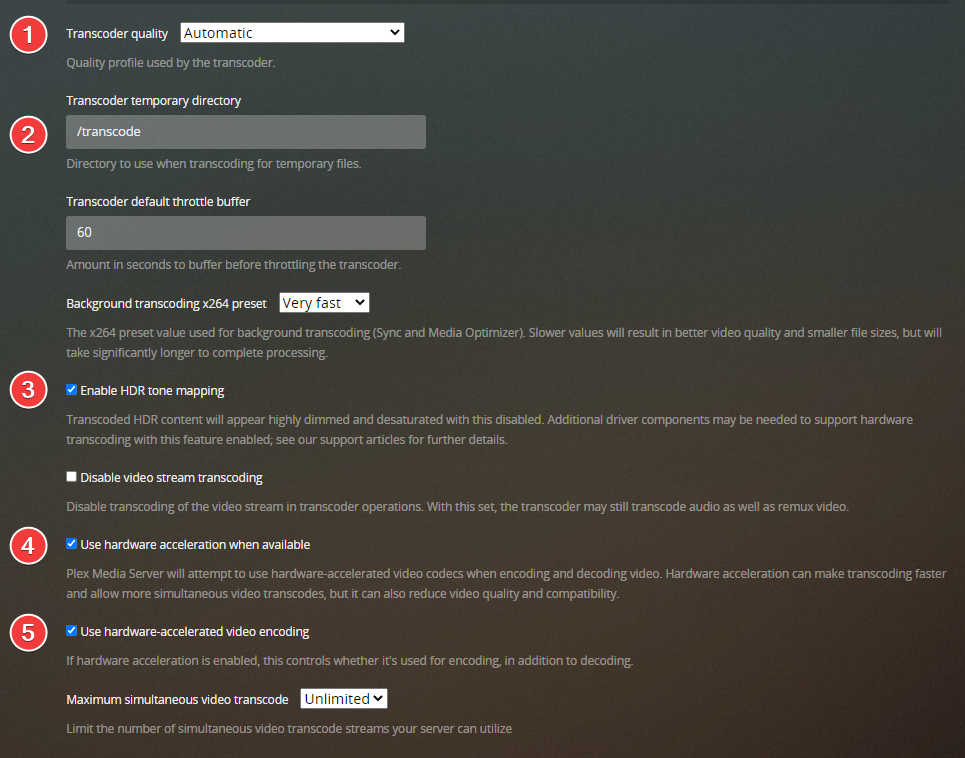 1 Transcoder quality Automatic
Quality profile used by the transcoder.
Transcoder temporary directory
2 /transcode
Directory to use when transcoding for temporary files.
Transcoder default throttle buffer
60
Amount in seconds to buffer before throttling the transcoder.
Background transcoding x264 preset Very fast
The x264 preset value used for background transcoding (Sync and Media Optimizer). Slower values will result in better video quality and smaller file sizes, but will
take significantly longer to complete processing.
3 Enable HDR tone mapping
Transcoded HDR content will appear highly dimmed and desaturated with this disabled. Additional driver components may be needed to support hardware
transcoding with this feature enabled; see our support articles for further details.
Disable video stream transcoding
Disable transcoding of the video stream in transcoder operations. With this set, the transcoder may still transcode audio as well as remux video.
4 Use hardware acceleration when available
Plex Media Server will attempt to use hardware-accelerated video codecs when encoding and decoding video. Hardware acceleration can make transcoding faster
and allow more simultaneous video transcodes, but it can also reduce video quality and compatibility.
5 Use hardware-accelerated video encoding
If hardware acceleration is enabled, this controls whether it's used for encoding, in addition to decoding.
Maximum simultaneous video transcode Unlimited
Limit the number of simultaneous video transcode streams your server can utilize